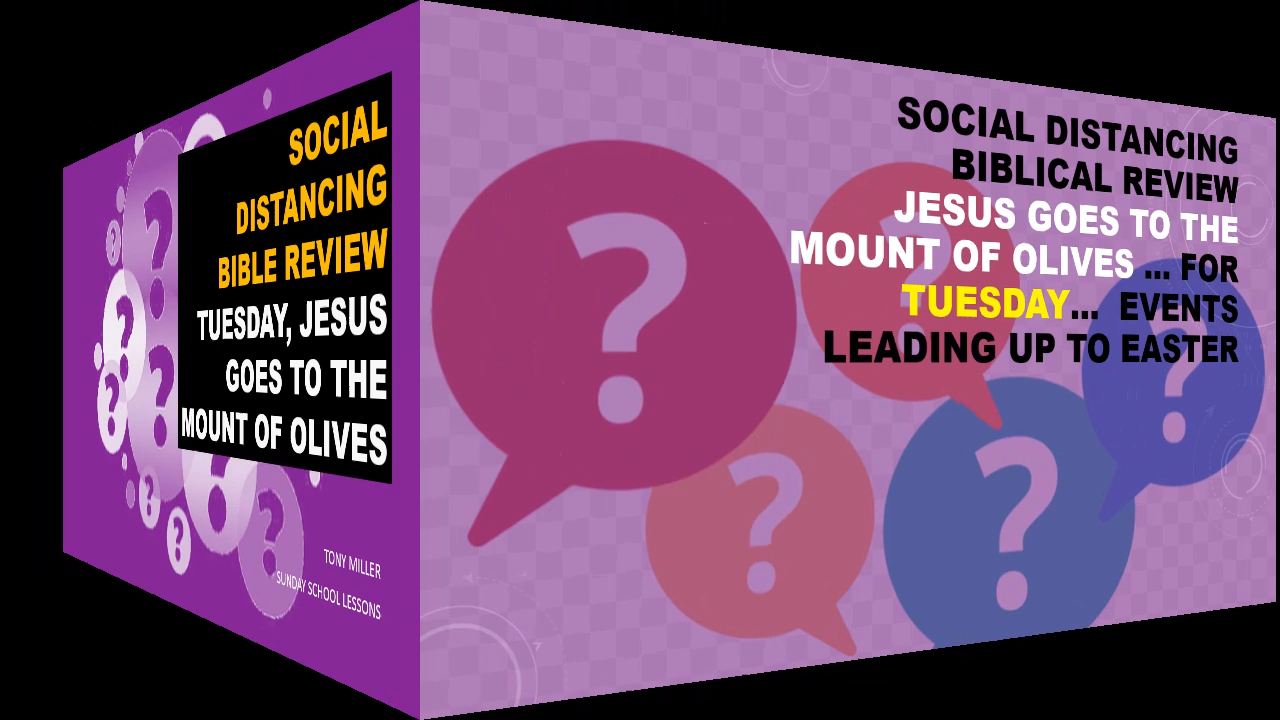 SOCIAL
DISTANCING
BIBLE REVIEW
TUESDAY, JESUS
GOES TO THE
MOUNT OF OLIVES
TONY MILLER
SUNDAY SCHOOL LESSONS
SOCIAL DISTANCING
BIBLICAL REVIEW
JESUS GOES TO THE
MOUNT OF OLIVES ... FOR
TUESDAY... EVENTS
LEADING UP TO EASTER